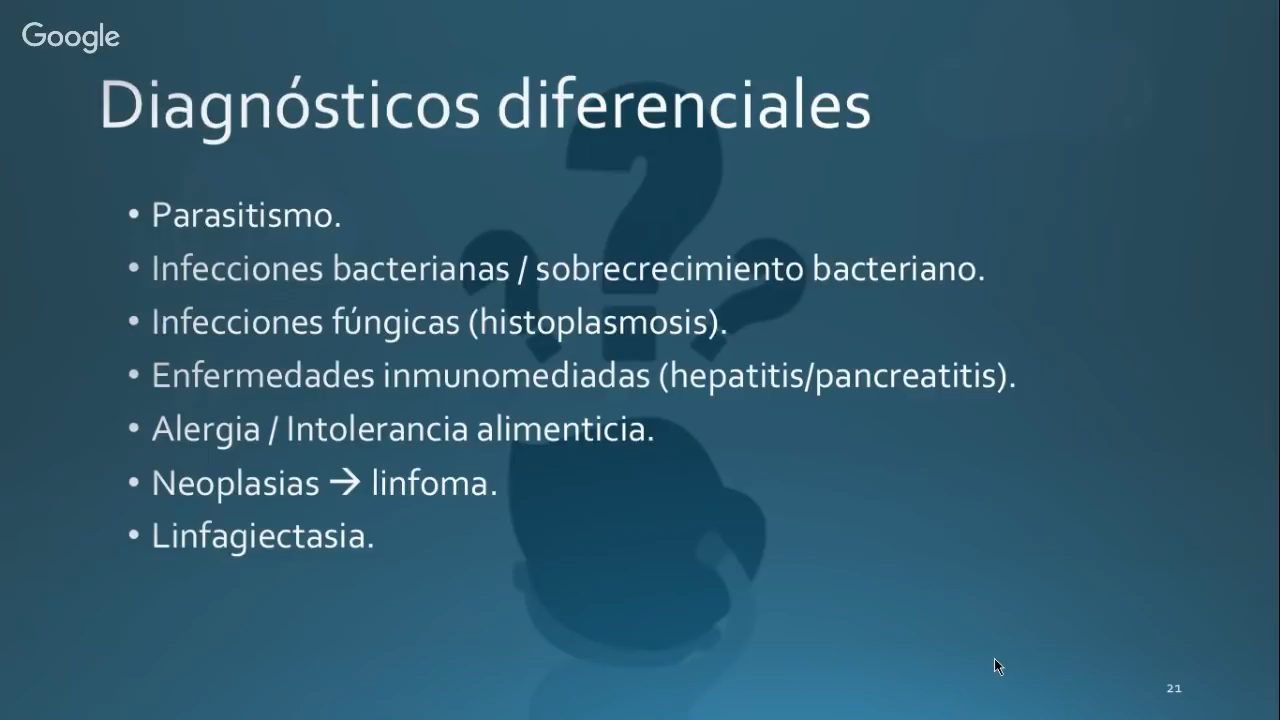 Google
Diagnósticos diferenciales
• Parasitismo.
• Infecciones bacterianas / sobrecrecimiento bacteriano.
• Infecciones fúngicas (histoplasmosis).
• Enfermedades inmunomediadas (hepatitis/pancreatitis).
• Alergia / Intolerancia alimenticia.
• Neoplasias → linfoma.
• Linfagiectasia.
21